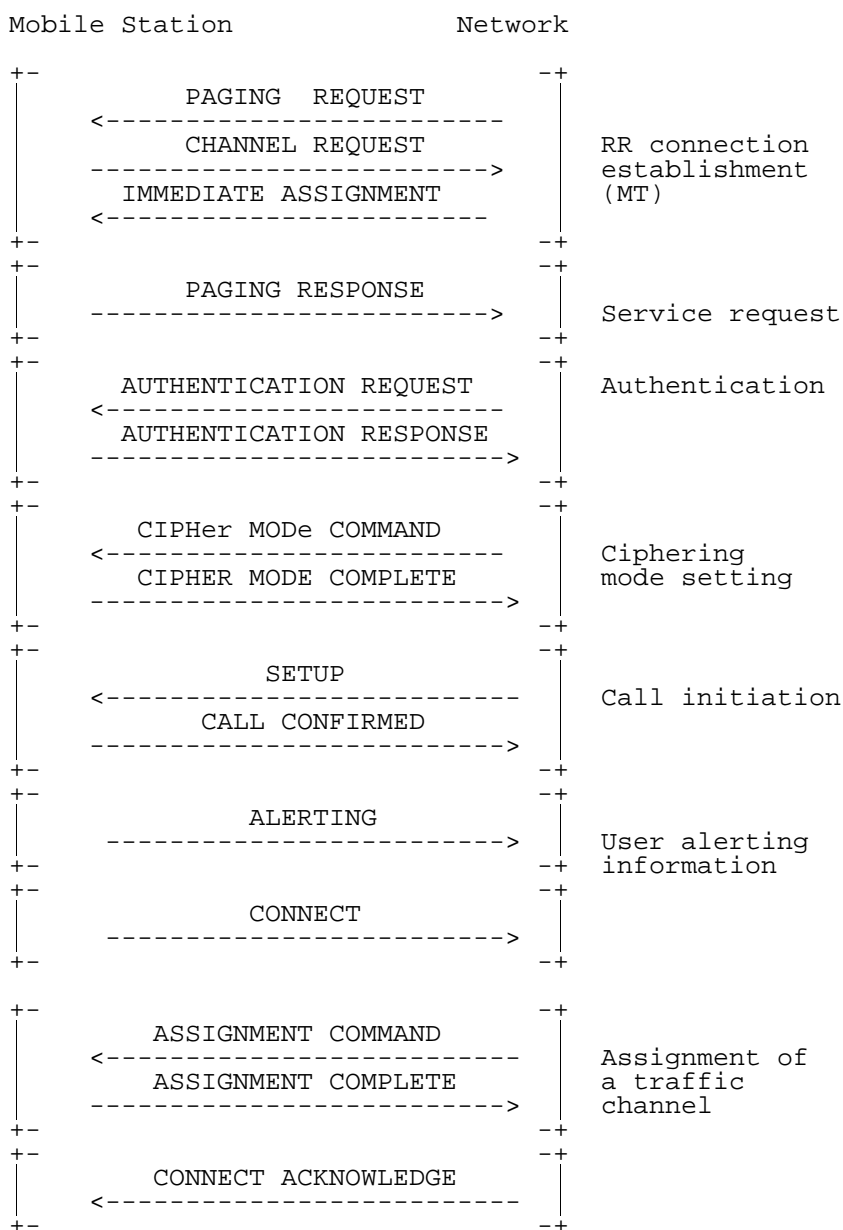 Mobile Station Network
PAGING REQUEST
CHANNEL REQUEST
RR connection
establishment
IMMEDIATE ASSIGNMENT
(MT)
PAGING RESPONSE
Service request
AUTHENTICATION REQUEST
Authentication
AUTHENTICATION RESPONSE
CIPHer MODe COMMAND
Ciphering
CIPHER MODE COMPLETE
mode setting
SETUP
Call initiation
CALL CONFIRMED
ALERTING
User alerting
information
CONNECT
ASSIGNMENT COMMAND
Assignment of
ASSIGNMENT COMPLETE
a traffic
channel
CONNECT ACKNOWLEDGE